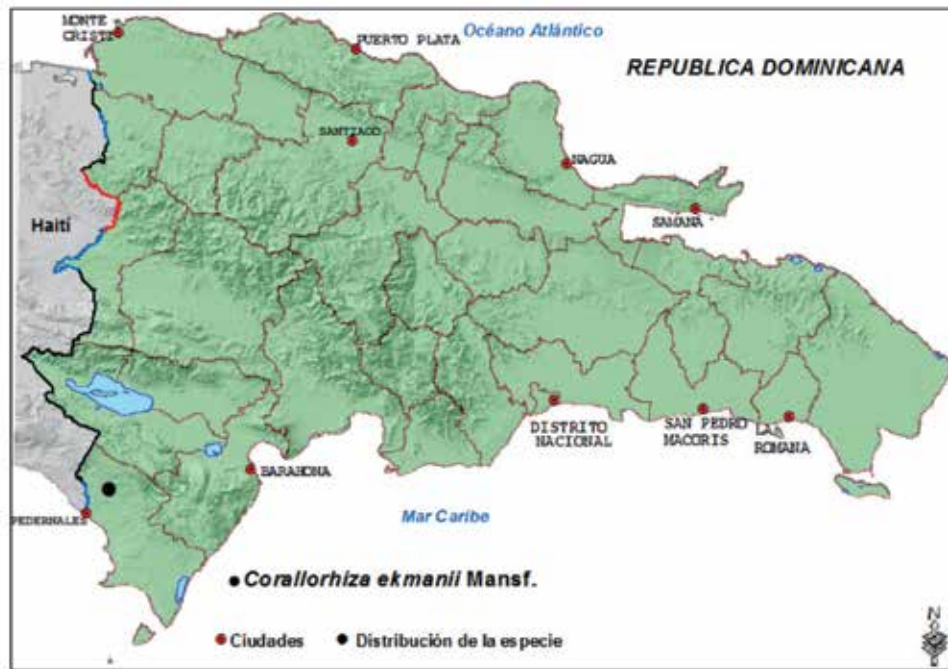 MONTE
CRISTI
PUERTO PLATA
Océano Atlántico
REPUBLICA DOMINICANA
SANTIAGO
NAGUA
SAMANA
Haití
DISTRITO
NACIONAL
SAN PEDRO
MACORIS
LA
ROMANA
BARAHONA
PEDERNALES
Mar Caribe
Corallorhiza ekmanii Mansf.
Ciudades
Distribución de la especie
N